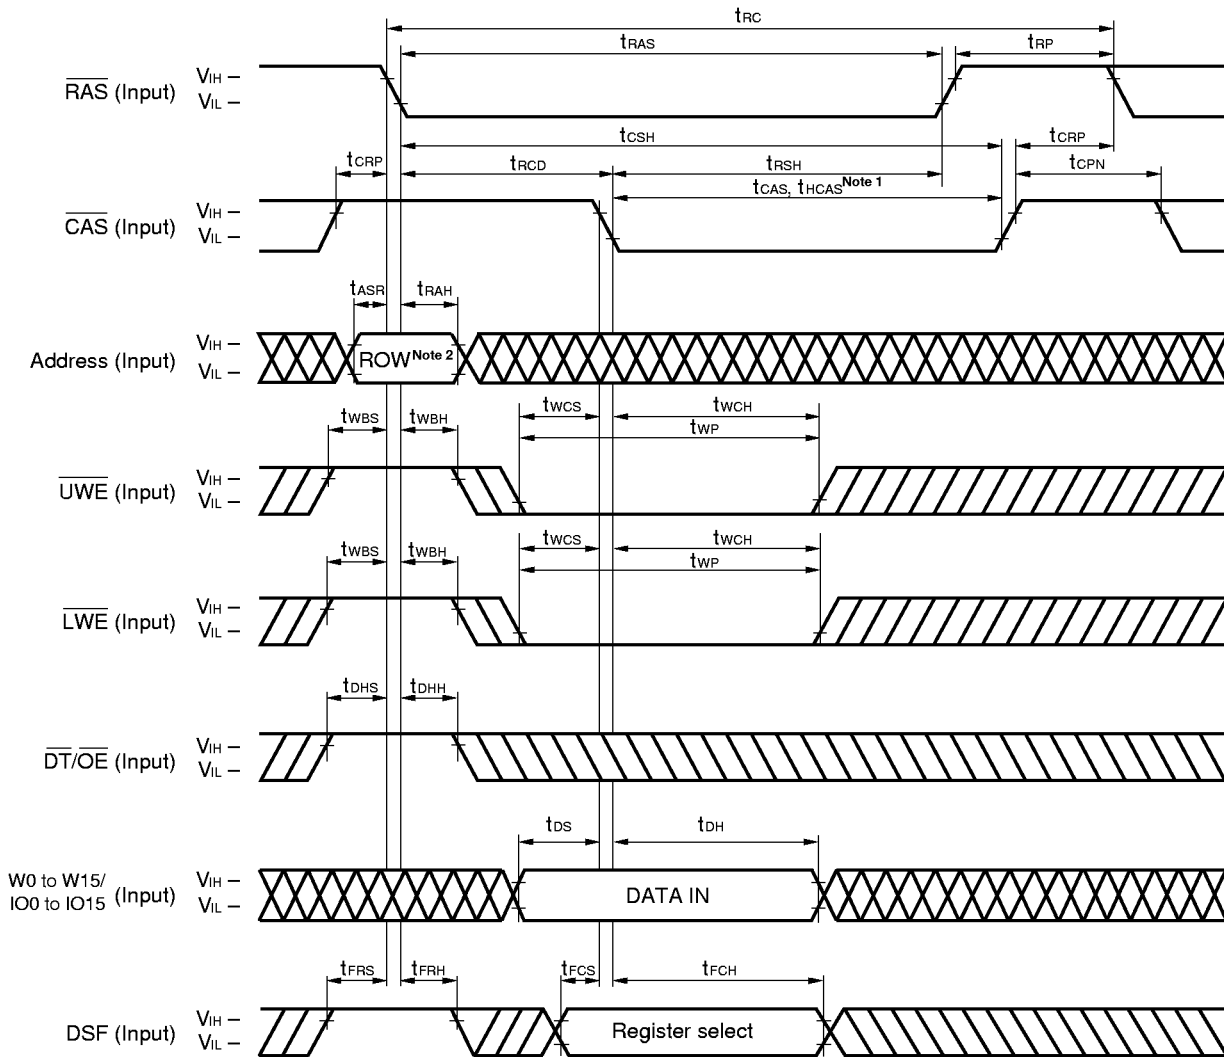 tRC
tRAS
tRP
RAS (Input)
VIH –
VIL –
tCSH
tCRP
tRCD
tRSH
tCRP
tCAS, tHCAS Note 1
tCPN
CAS (Input)
VIH –
VIL –
tASR
tRAH
Address (Input)
VIH –
VIL –
ROW Note 2
tWBS
tWBH
tWCS
tWCH
tWP
UWE (Input)
VIH –
VIL –
tWBS
tWBH
tWCS
tWCH
tWP
LWE (Input)
VIH –
VIL –
tDHS
tDHH
DT/OE (Input)
VIH –
VIL –
tDS
tDH
W0 to W15/
IO0 to IO15 (Input)
VIH –
VIL –
DATA IN
tFRS
tFRH
tFCS
tFCH
DSF (Input)
VIH –
VIL –
Register select